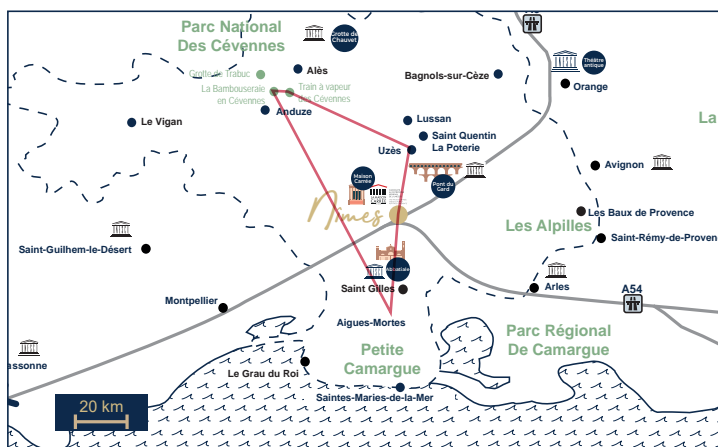 Parc National
Des Cévennes
Grotte de
Chauvet
Grotte de Trabuc
Alès
La Bambouseraie
en Cévennes
Train à vapeur
des Cévennes
Anduze
Bagnols-sur-Cèze
Théâtre
antique
Orange
Le Vigan
Lussan
Saint Quentin
La Poterie
Uzès
La
Avignon
Maison
Carrée
Pont du
Gard
Nîmes
Les Baux de Provence
Les Alpilles
Saint-Rémy-de-Proven
Saint-Guilhem-le-Désert
Abbatiale
Saint Gilles
Arles
A54
Montpellier
Aigues-Mortes
Parc Régional
De Camargue
Petite
Camargue
assonne
Le Grau du Roi
Saintes-Maries-de-la-Mer
20 km